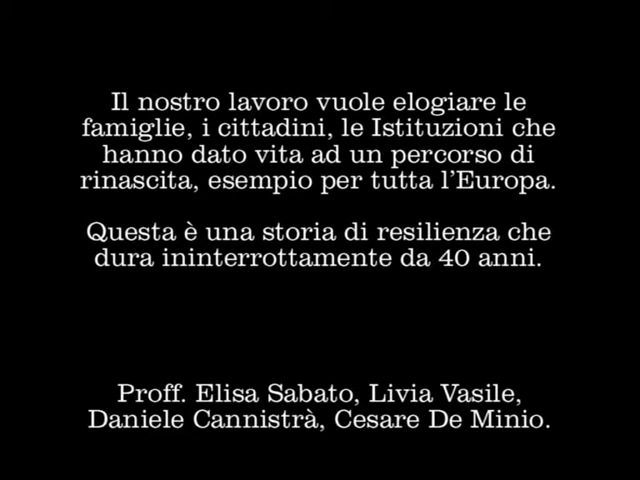 Il nostro lavoro vuole elogiare le
famiglie, i cittadini, le Istituzioni che
hanno dato vita ad un percorso di
rinascita, esempio per tutta l'Europa.
Questa è una storia di resilienza che
dura ininterrottamente da 40 anni.
Proff. Elisa Sabato, Livia Vasile,
Daniele Cannistrà, Cesare De Minio.